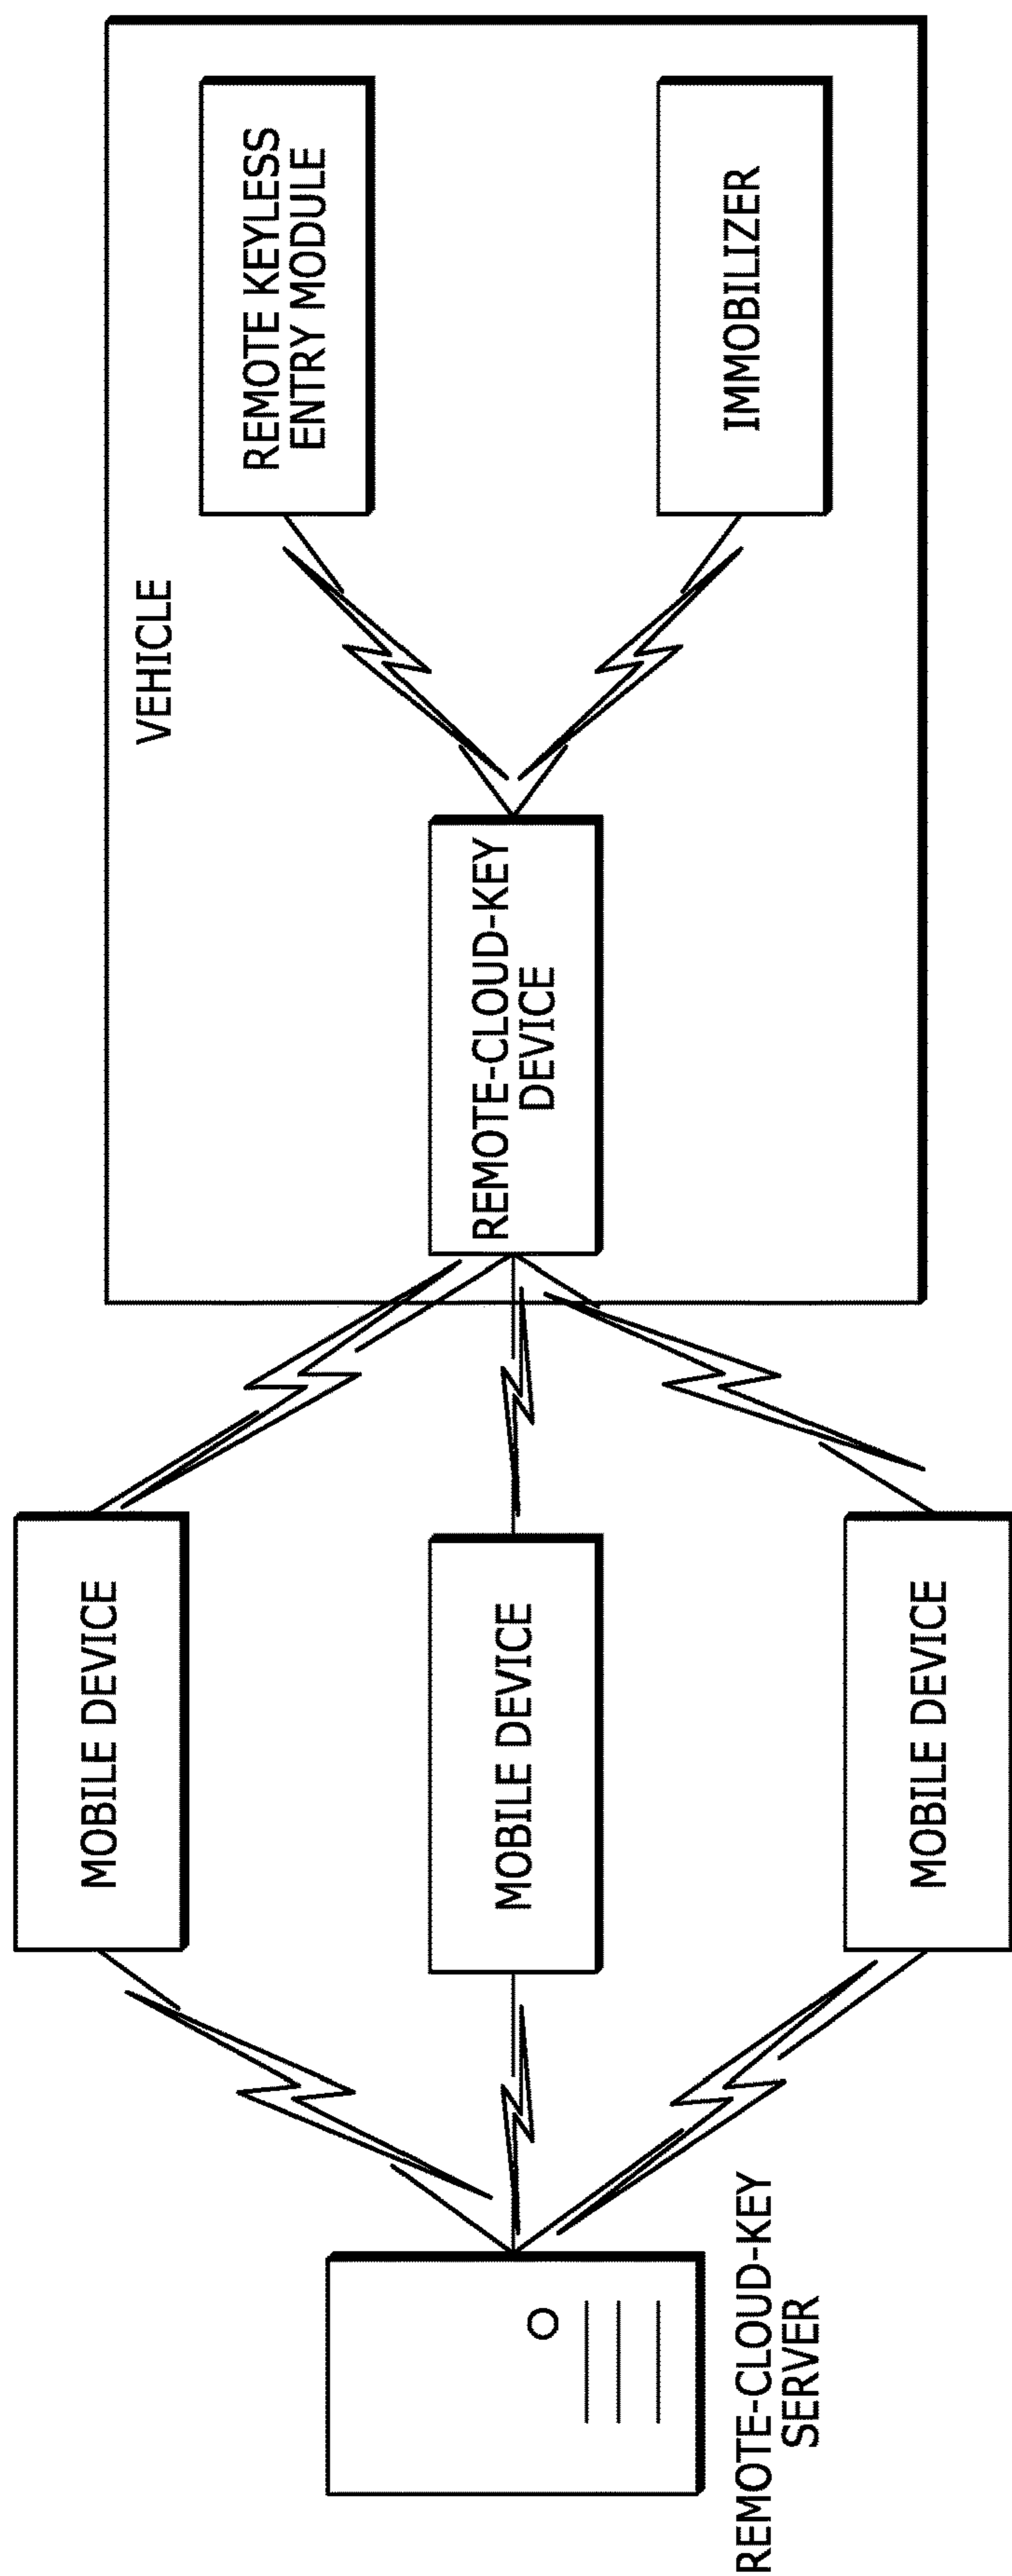 REMOTE-CLOUD-KEY
SERVER
MOBILE DEVICE
MOBILE DEVICE
MOBILE DEVICE
VEHICLE
REMOTE-CLOUD-KEY
DEVICE
REMOTE KEYLESS
ENTRY MODULE
IMMOBILIZER